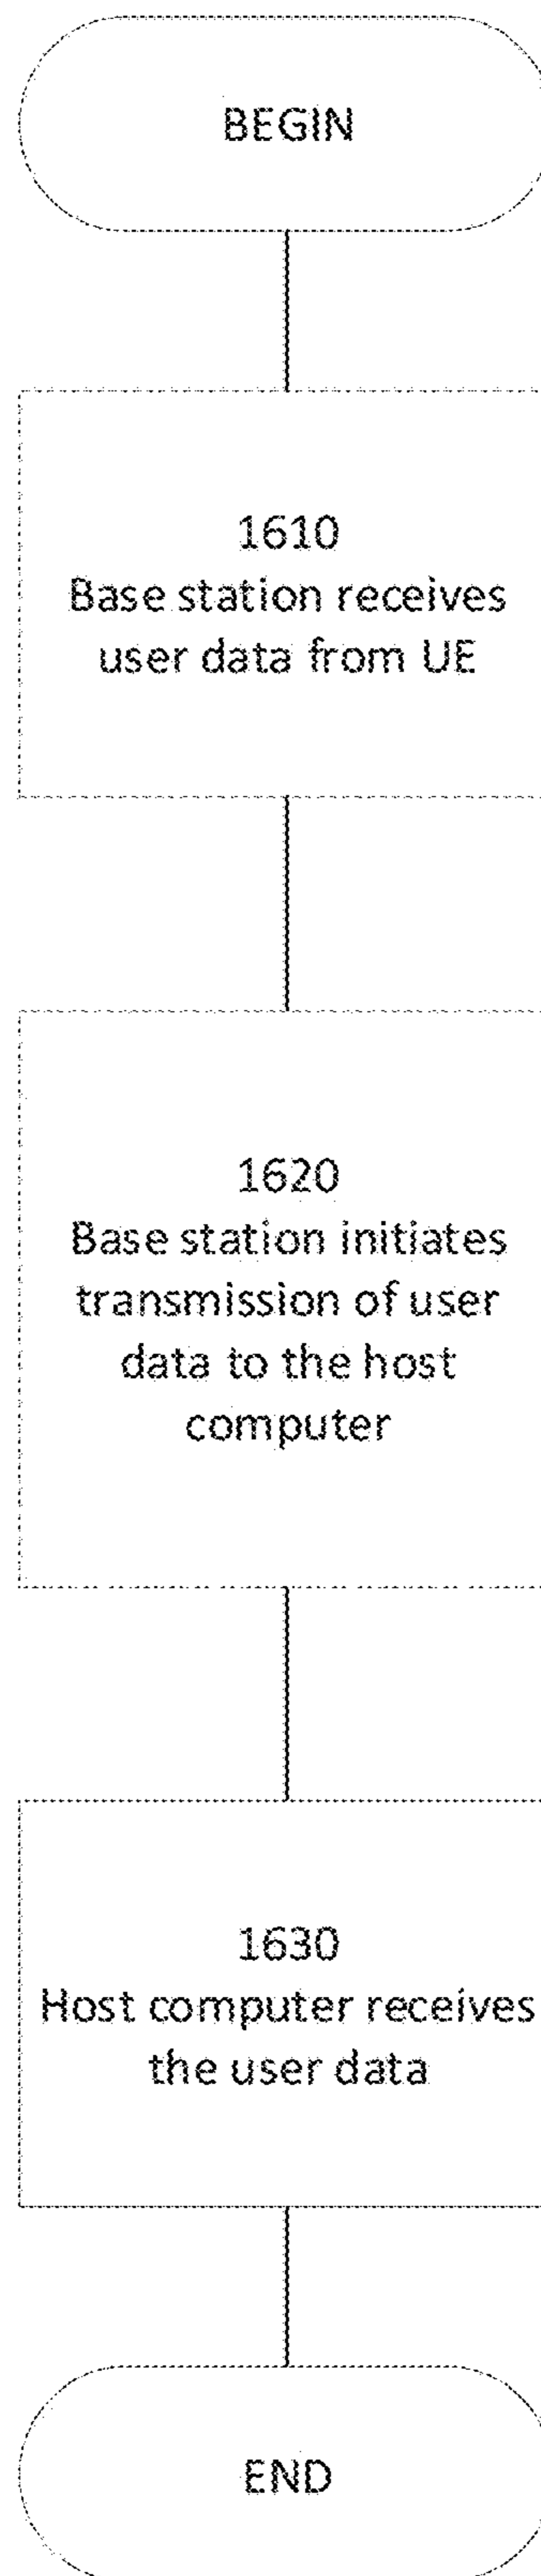 BEGIN
1610
Base station receives
user data from UE
1620
Base station initiates
transmission of user
data to the host
computer
1630
Host computer receives
the user data
END